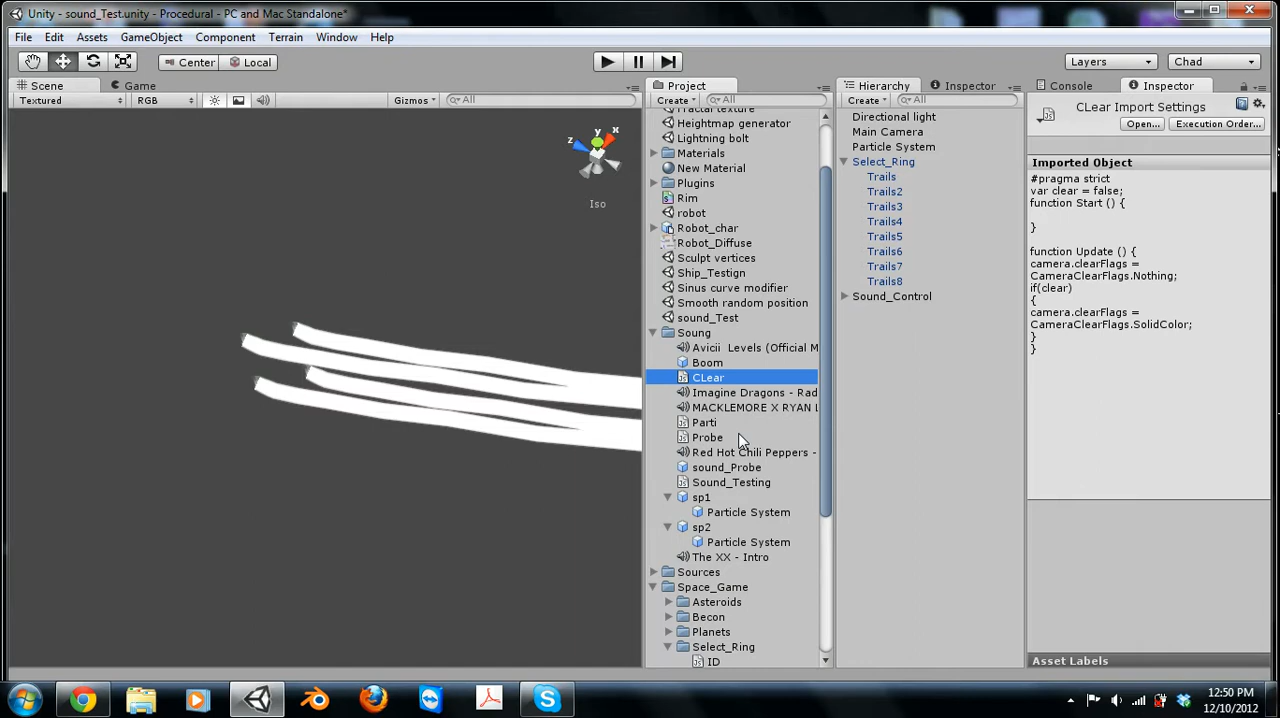 Unity - sound_Test.unity - Procedural - PC and Mac Standalone*
File Edit Assets GameObject Component Terrain Window Help
Center Local Layers Chad
Scene Game
Textured RGB Gizmos All
y x z
Iso
Project
Create All
Fractal texture
Heightmap generator
Lightning bolt
Materials
New Material
Plugins
Rim
robot
Robot_char
Robot_Diffuse
Sculpt vertices
Ship_Testign
Sinus curve modifier
Smooth random position
sound_Test
Soung
Avicii Levels (Official M
Boom
CLear
Imagine Dragons - Rad
MACKLEMORE X RYAN L
Parti
Probe
Red Hot Chili Peppers -
sound_Probe
Sound_Testing
sp1
Particle System
sp2
Particle System
The XX - Intro
Sources
Space_Game
Asteroids
Becon
Planets
Select_Ring
ID
Hierarchy Inspector
Create All
Directional light
Main Camera
Particle System
Select_Ring
Trails
Trails2
Trails3
Trails4
Trails5
Trails6
Trails7
Trails8
Sound_Control
Console Inspector
CLear Import Settings
Open... Execution Order...
Imported Object
#pragma strict
var clear = false;
function Start () {
}
function Update () {
camera.clearFlags =
CameraClearFlags.Nothing;
if(clear)
{
camera.clearFlags =
CameraClearFlags.SolidColor;
}
}
Asset Labels
12:50 PM
12/10/2012